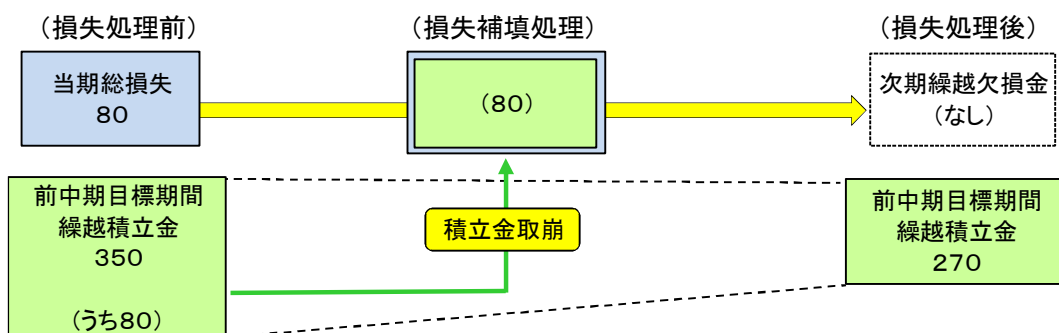 (損失処理前)
(損失補填処理)
(損失処理後)
当期総損失
80
(80)
次期繰越欠損金
(なし)
前中期目標期間
繰越積立金
350
(うち80)
積立金取崩
前中期目標期間
繰越積立金
270